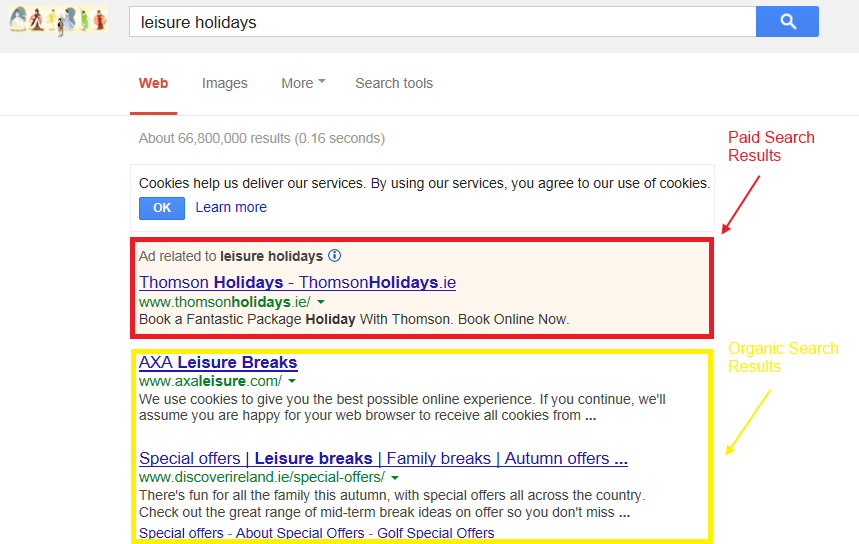 leisure holidays
Web Images More Search tools
About 66,800,000 results (0.16 seconds)
Paid Search
Results
Cookies help us deliver our services. By using our services, you agree to our use of cookies.
OK Learn more
Ad related to leisure holidays
Thomson Holidays - ThomsonHolidays.ie
www.thomsonholidays.ie/
Book a Fantastic Package Holiday With Thomson. Book Online Now.
Organic Search
Results
AXA Leisure Breaks
www.axaleisure.com/
We use cookies to give you the best possible online experience. If you continue, we'll
assume you are happy for your web browser to receive all cookies from ...
Special offers | Leisure breaks | Family breaks | Autumn offers ...
www.discoverireland.ie/special-offers/
There's fun for all the family this autumn, with special offers all across the country.
Check out the great range of mid-term break ideas on offer so you don't miss ...
Special offers - About Special Offers - Golf Special Offers